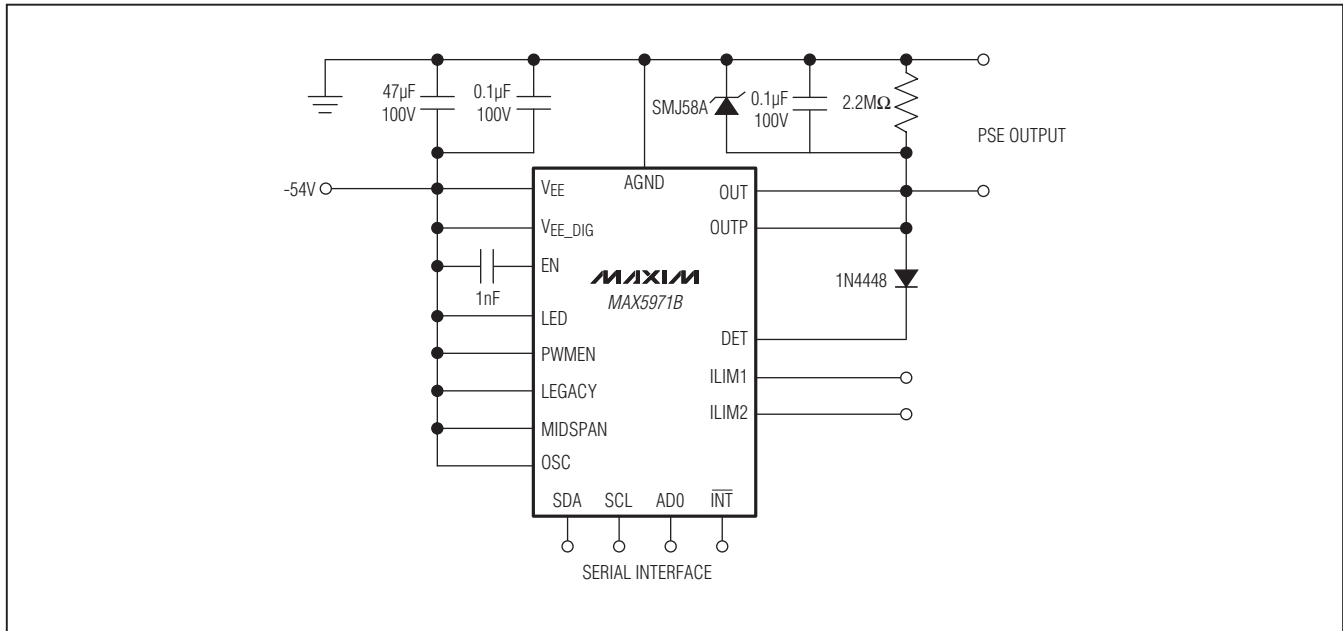 47µF
100V
0.1µF
100V
SMJ58A
0.1µF
100V
2.2MΩ
PSE OUTPUT
-54V
VEE
AGND
OUT
VEE_DIG
OUTP
EN
1nF
MAXIM
MAX5971B
1N4448
LED
DET
PWMEN
ILIM1
LEGACY
ILIM2
MIDSPAN
OSC
SDA SCL AD0 INT
SERIAL INTERFACE